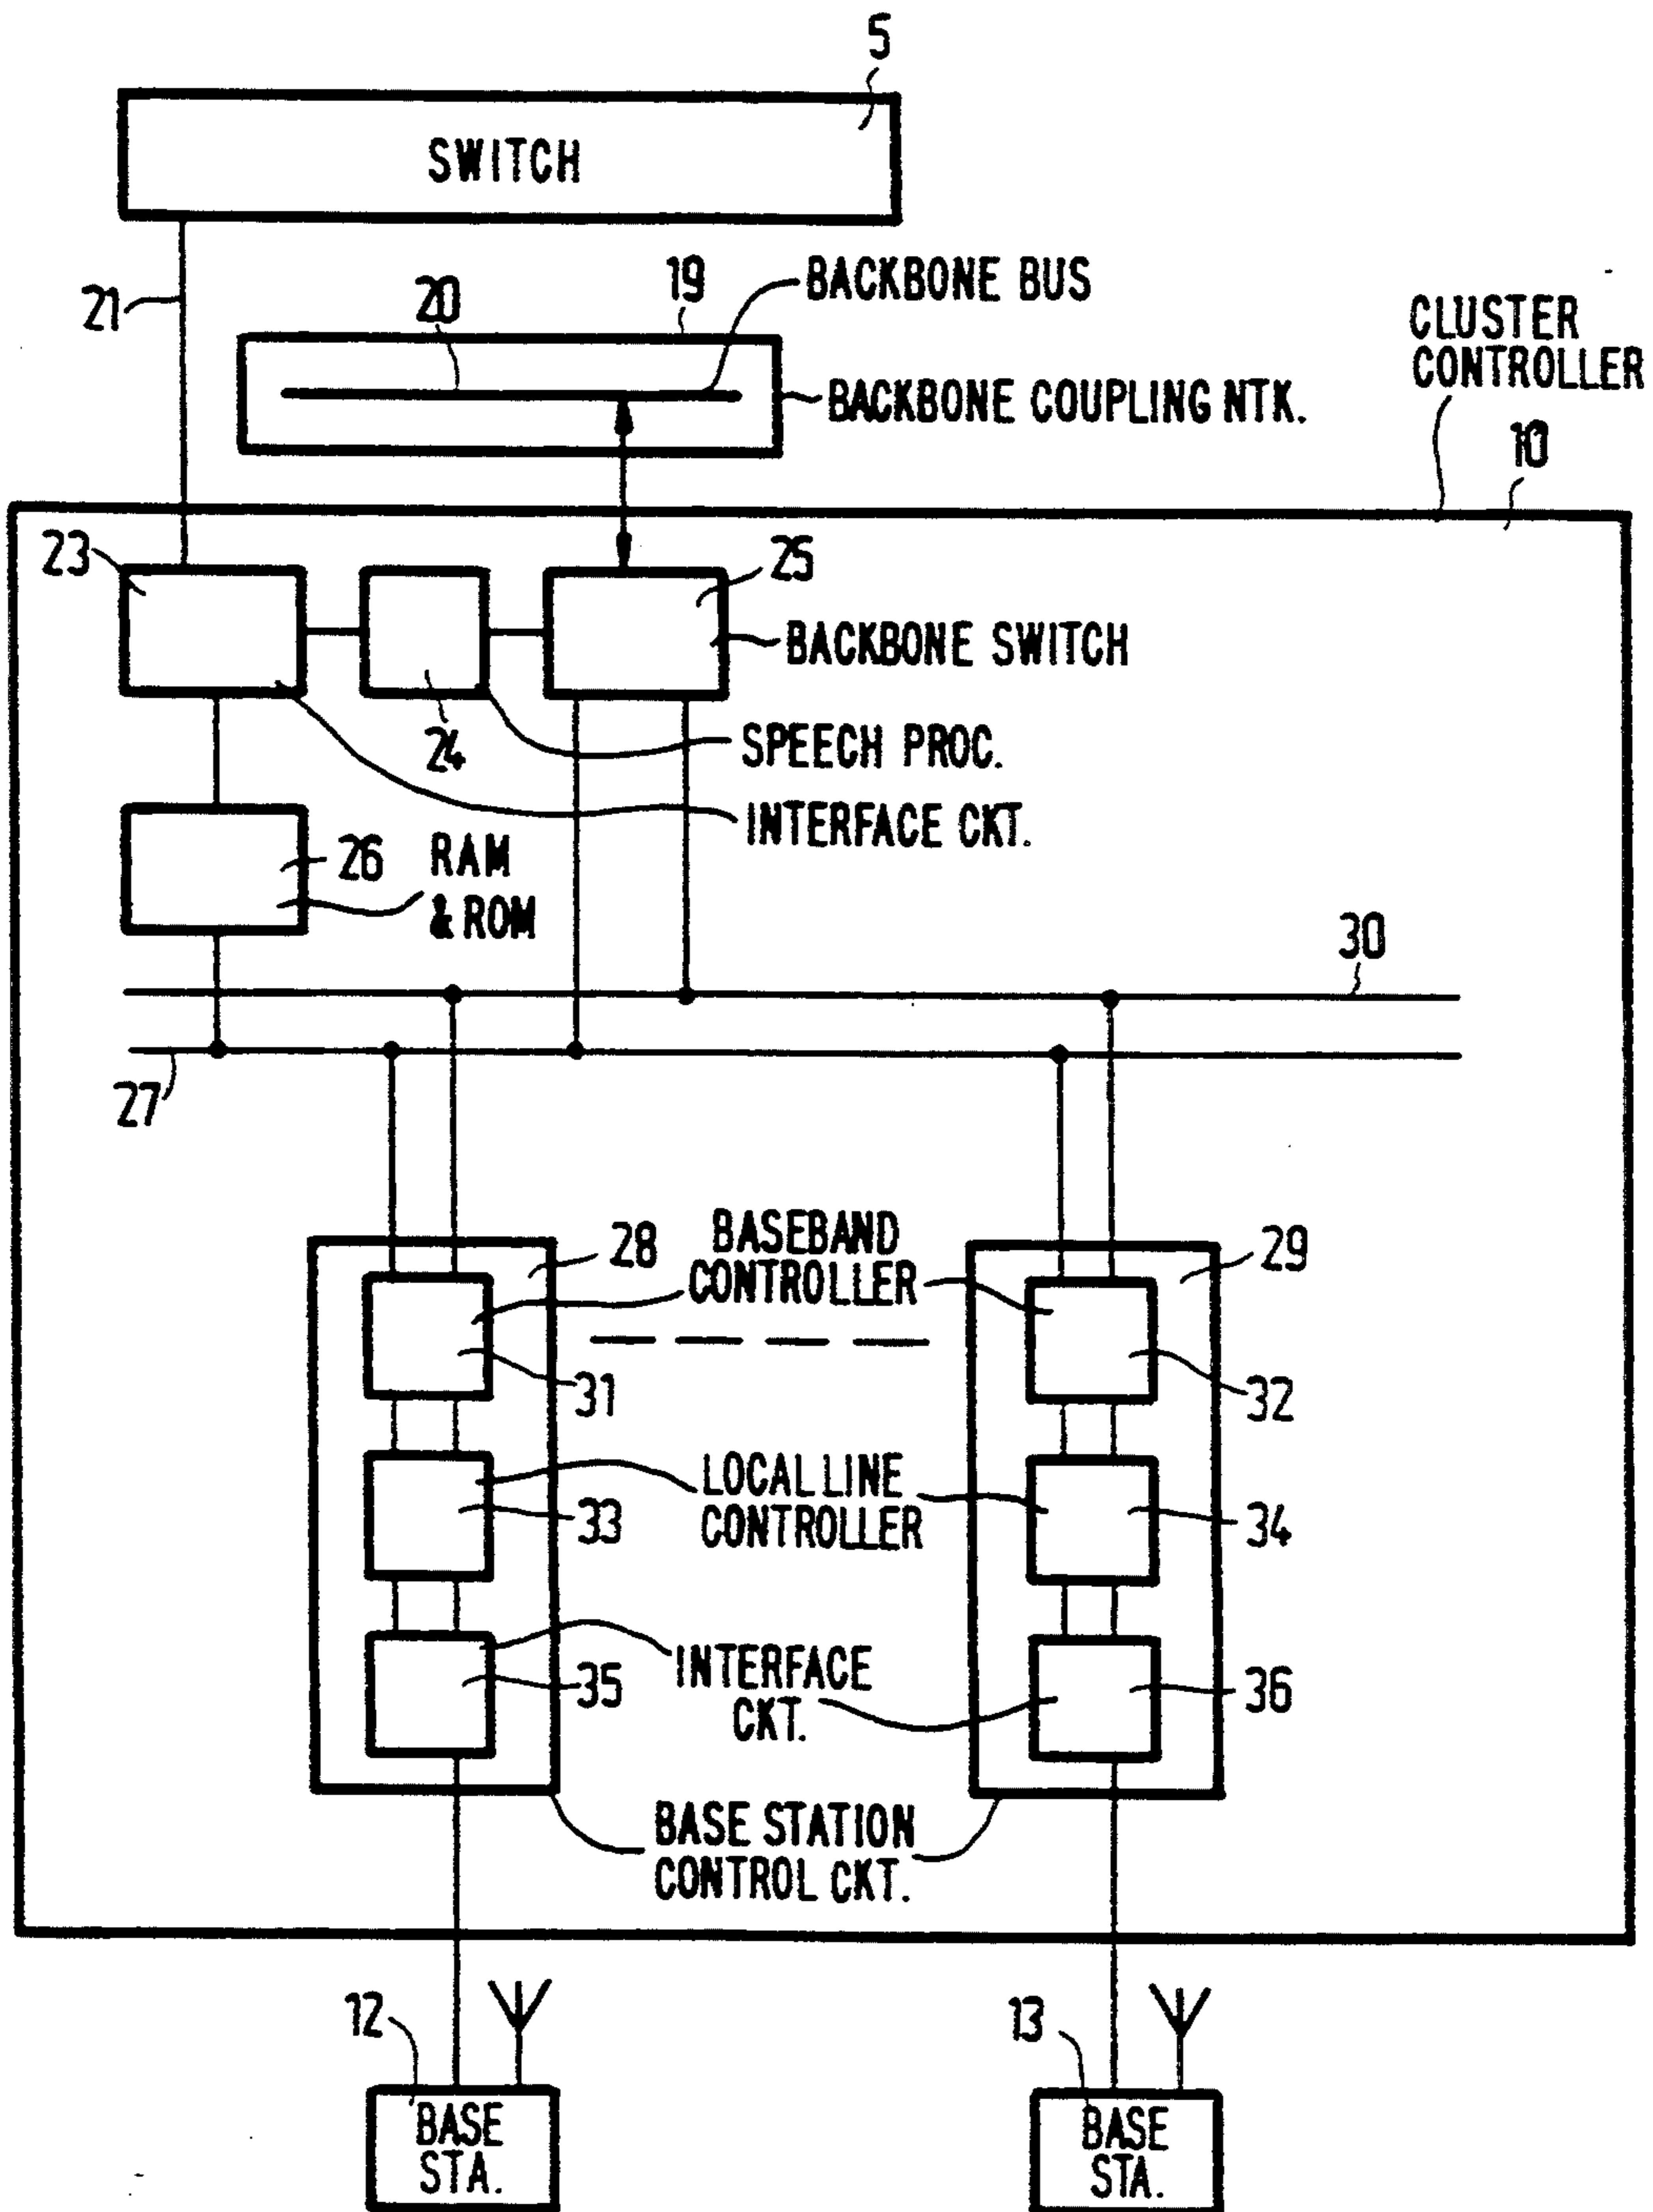 5
SWITCH
21
20
19
BACKBONE BUS
BACKBONE COUPLING NTK.
CLUSTER
CONTROLLER
10
23
25
BACKBONE SWITCH
24
SPEECH PROC.
INTERFACE CKT.
26
RAM
& ROM
30
27
28
BASEBAND
CONTROLLER
29
31
32
LOCAL LINE
CONTROLLER
33
34
INTERFACE
CKT.
35
36
BASE STATION
CONTROL CKT.
12
13
BASE
STA.
BASE
STA.